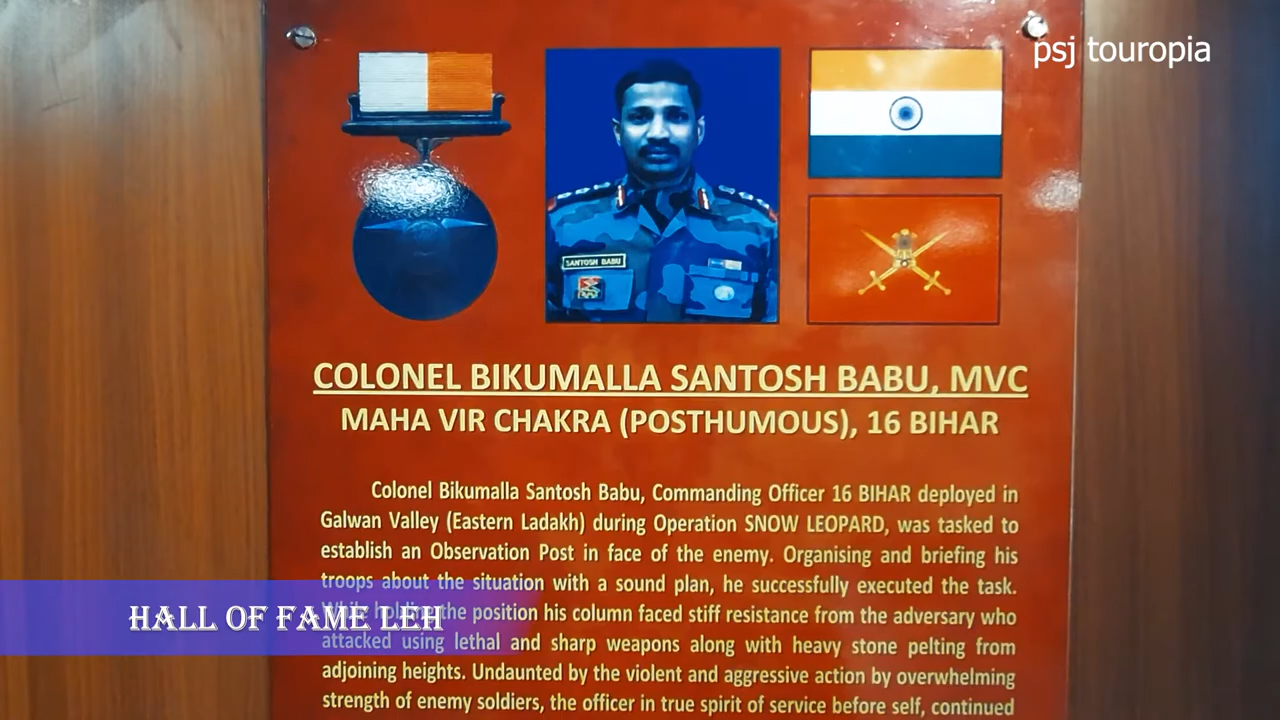 psj touropia
SANTOSH BABU
COLONEL BIKUMALLA SANTOSH BABU, MVC
MAHA VIR CHAKRA (POSTHUMOUS), 16 BIHAR
Colonel Bikumalla Santosh Babu, Commanding Officer 16 BIHAR deployed in
Galwan Valley (Eastern Ladakh) during Operation SNOW LEOPARD, was tasked to
establish an Observation Post in face of the enemy. Organising and briefing his
troops about the situation with a sound plan, he successfully executed the task.
While holding the position his column faced stiff resistance from the adversary who
attacked using lethal and sharp weapons along with heavy stone pelting from
adjoining heights. Undaunted by the violent and aggressive action by overwhelming
strength of enemy soldiers, the officer in true spirit of service before self, continued
HALL OF FAME LEH